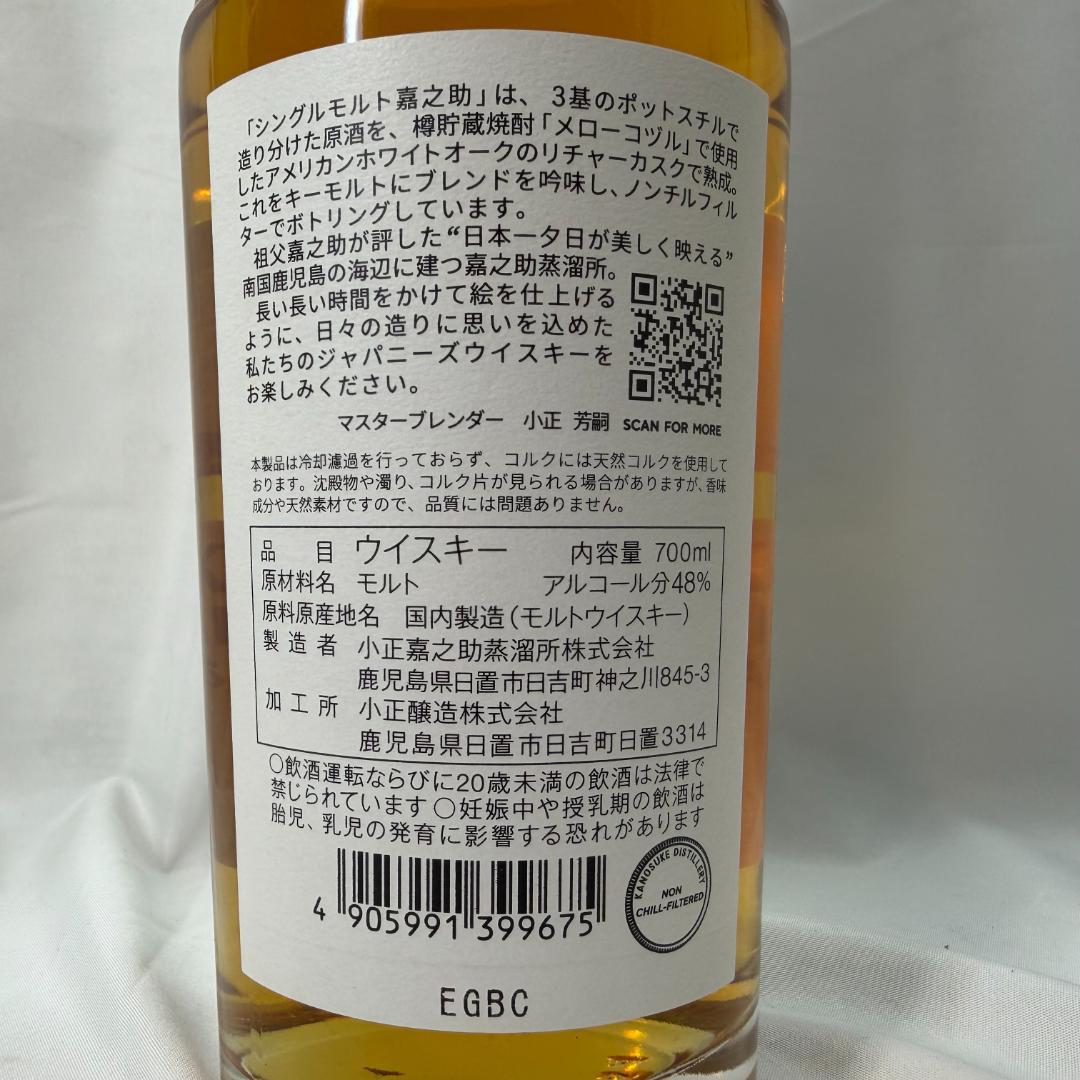 「シングルモルト嘉之助」は、3基のポットスチルで
造り分けた原酒を、樽貯蔵焼酎「メローコヅル」で使用
したアメリカンホワイトオークのリチャーカスクで熟成。
これをキーモルトにブレンドを吟味し、ノンチルフィル
ターでボトリングしています。
祖父嘉之助が評した“日本一夕日が美しく映える”
南国鹿児島の海辺に建つ嘉之助蒸溜所。
長い長い時間をかけて絵を仕上げる
ように、日々の造りに思いを込めた
私たちのジャパニーズウイスキーを
お楽しみください。
マスターブレンダー 小正 芳嗣
SCAN FOR MORE
本製品は冷却濾過を行っておらず、コルクには天然コルクを使用して
おります。沈殿物や濁り、コルク片が見られる場合がありますが、香味
成分や天然素材ですので、品質には問題ありません。
品目 ウイスキー 内容量 700ml
原材料名 モルト アルコール分48%
原料原産地名 国内製造(モルトウイスキー)
製造者 小正嘉之助蒸溜所株式会社
鹿児島県日置市日吉町神之川845-3
加工所 小正醸造株式会社
鹿児島県日置市日吉町日置3314
○飲酒運転ならびに20歳未満の飲酒は法律で
禁じられています ○妊娠中や授乳期の飲酒は
胎児、乳児の発育に影響する恐れがあります
4 905991 399675
KANOSUKE DISTILLERY
NON
CHILL-FILTERED
EGBC